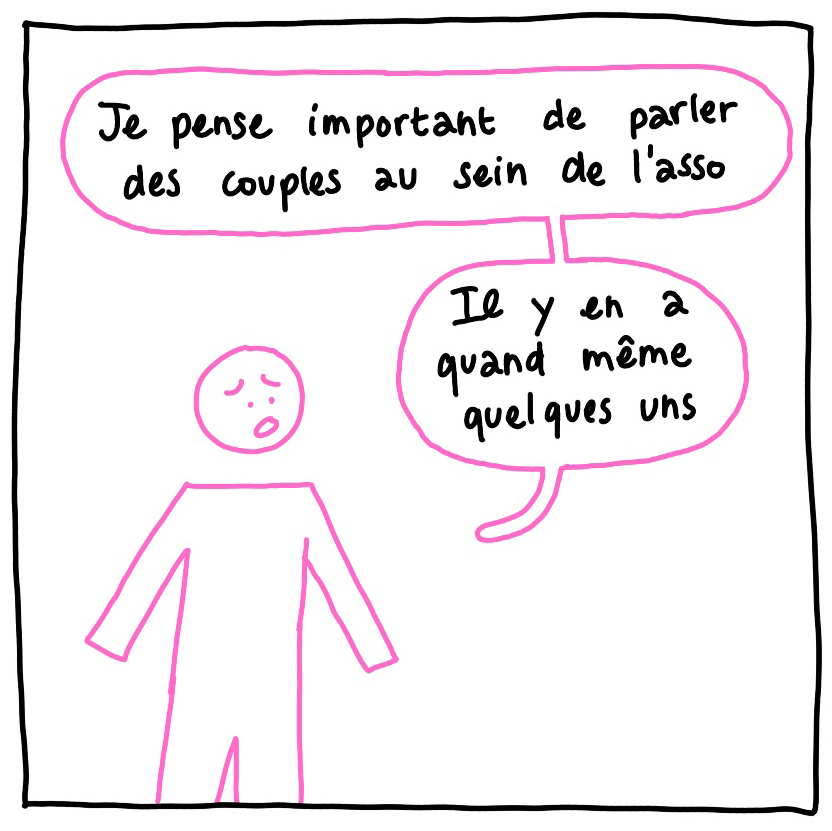 Je pense important de parler
des couples au sein de l'asso
Il y en a
quand même
quelques uns